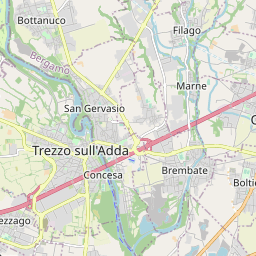 Bottanuco
Filago
Bergamo
Marne
San Gervasio
Trezzo sull'Adda
Concesa
Brembate
Boltie
ezzago
C